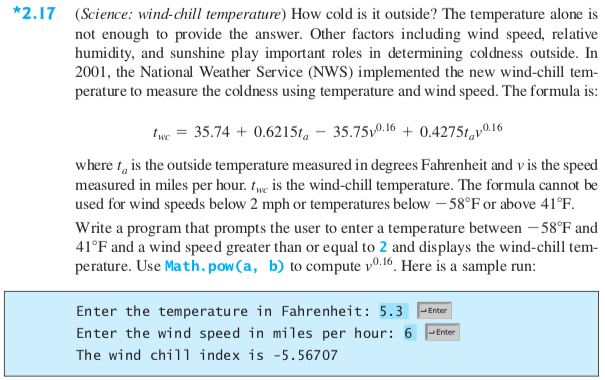 *2.17 (Science: wind-chill temperature) How cold is it outside? The temperature alone is
not enough to provide the answer. Other factors including wind speed, relative
humidity, and sunshine play important roles in determining coldness outside. In
2001, the National Weather Service (NWS) implemented the new wind-chill tem-
perature to measure the coldness using temperature and wind speed. The formula is:
t_wc = 35.74 + 0.6215t_a − 35.75v^0.16 + 0.4275t_a v^0.16
where t_a is the outside temperature measured in degrees Fahrenheit and v is the speed
measured in miles per hour. t_wc is the wind-chill temperature. The formula cannot be
used for wind speeds below 2 mph or temperatures below −58°F or above 41°F.
Write a program that prompts the user to enter a temperature between −58°F and
41°F and a wind speed greater than or equal to 2 and displays the wind-chill tem-
perature. Use Math.pow(a, b) to compute v^0.16. Here is a sample run:
Enter the temperature in Fahrenheit: 5.3 ↵Enter
Enter the wind speed in miles per hour: 6 ↵Enter
The wind chill index is -5.56707